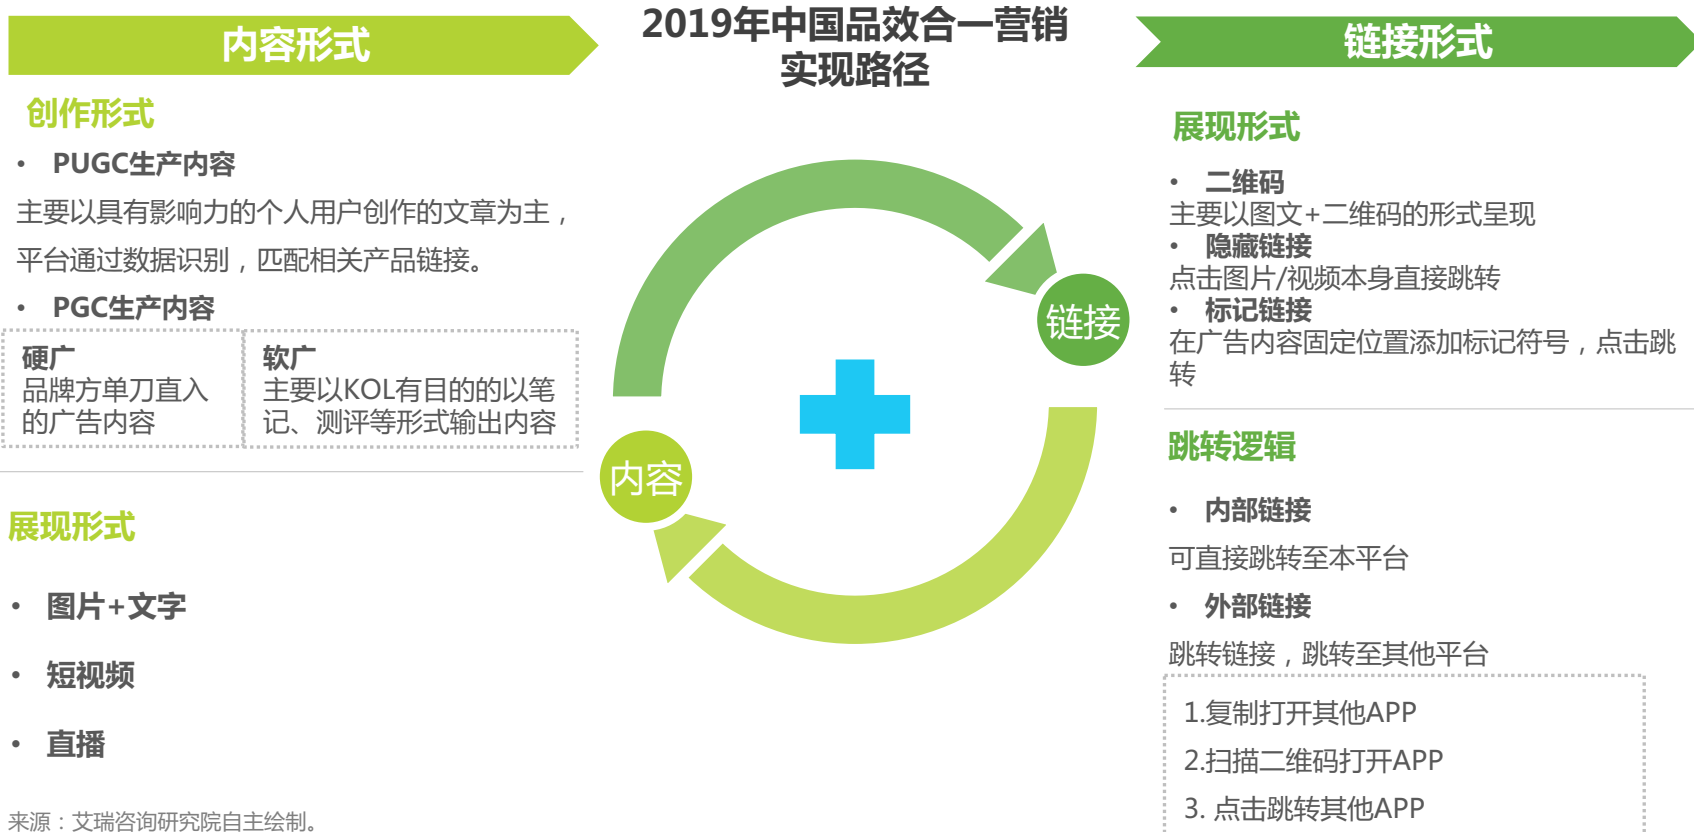 2019年中国品效合一营销
实现路径
内容形式
创作形式
• PUGC生产内容
主要以具有影响力的个人用户创作的文章为主，
平台通过数据识别，匹配相关产品链接。
• PGC生产内容
硬广
品牌方单刀直入
的广告内容
软广
主要以KOL有目的的以笔
记、测评等形式输出内容
展现形式
• 图片+文字
• 短视频
• 直播
链接
内容
链接形式
展现形式
• 二维码
主要以图文+二维码的形式呈现
• 隐藏链接
点击图片/视频本身直接跳转
• 标记链接
在广告内容固定位置添加标记符号，点击跳
转
跳转逻辑
• 内部链接
可直接跳转至本平台
• 外部链接
跳转链接，跳转至其他平台
1.复制打开其他APP
2.扫描二维码打开APP
3. 点击跳转其他APP
来源：艾瑞咨询研究院自主绘制。